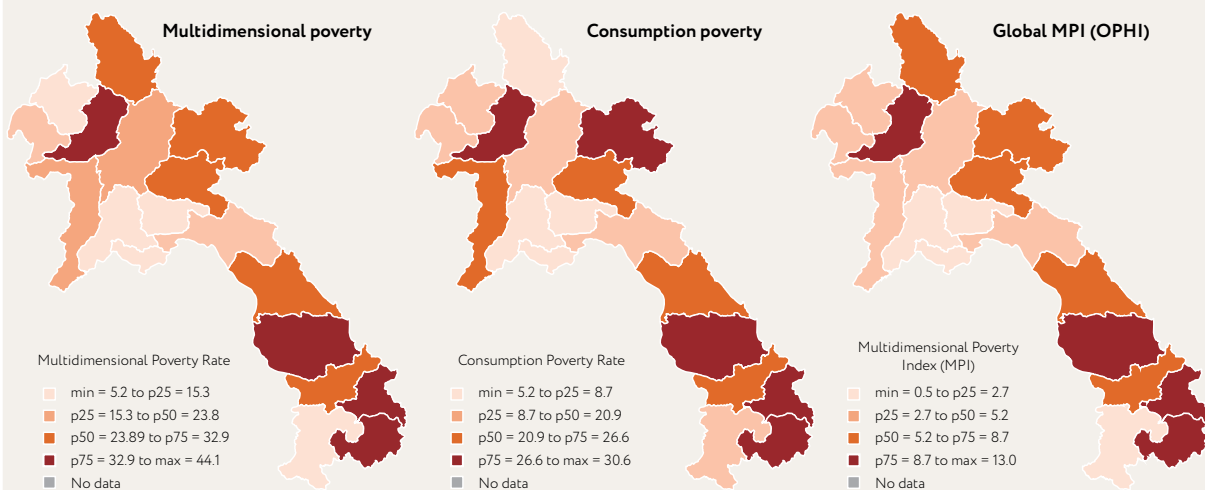 Multidimensional poverty
Consumption poverty
Global MPI (OPHI)
Multidimensional Poverty Rate
min = 5.2 to p25 = 15.3
p25 = 15.3 to p50 = 23.8
p50 = 23.89 to p75 = 32.9
p75 = 32.9 to max = 44.1
No data
Consumption Poverty Rate
min = 5.2 to p25 = 8.7
p25 = 8.7 to p50 = 20.9
p50 = 20.9 to p75 = 26.6
p75 = 26.6 to max = 30.6
No data
Multidimensional Poverty
Index (MPI)
min = 0.5 to p25 = 2.7
p25 = 2.7 to p50 = 5.2
p50 = 5.2 to p75 = 8.7
p75 = 8.7 to max = 13.0
No data